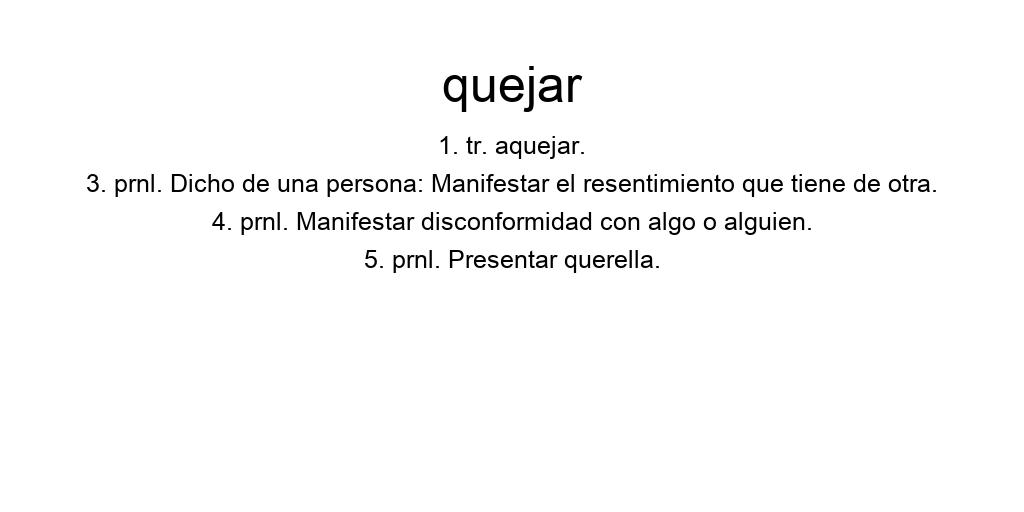 quejar
1. tr. aquejar.
3. prnl. Dicho de una persona: Manifestar el resentimiento que tiene de otra.
4. prnl. Manifestar disconformidad con algo o alguien.
5. prnl. Presentar querella.